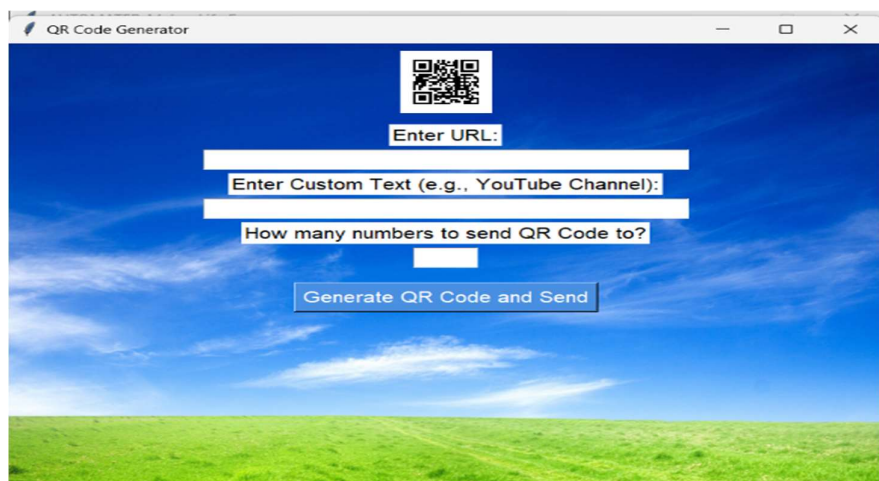 QR Code Generator
Enter URL:
Enter Custom Text (e.g., YouTube Channel):
How many numbers to send QR Code to?
Generate QR Code and Send